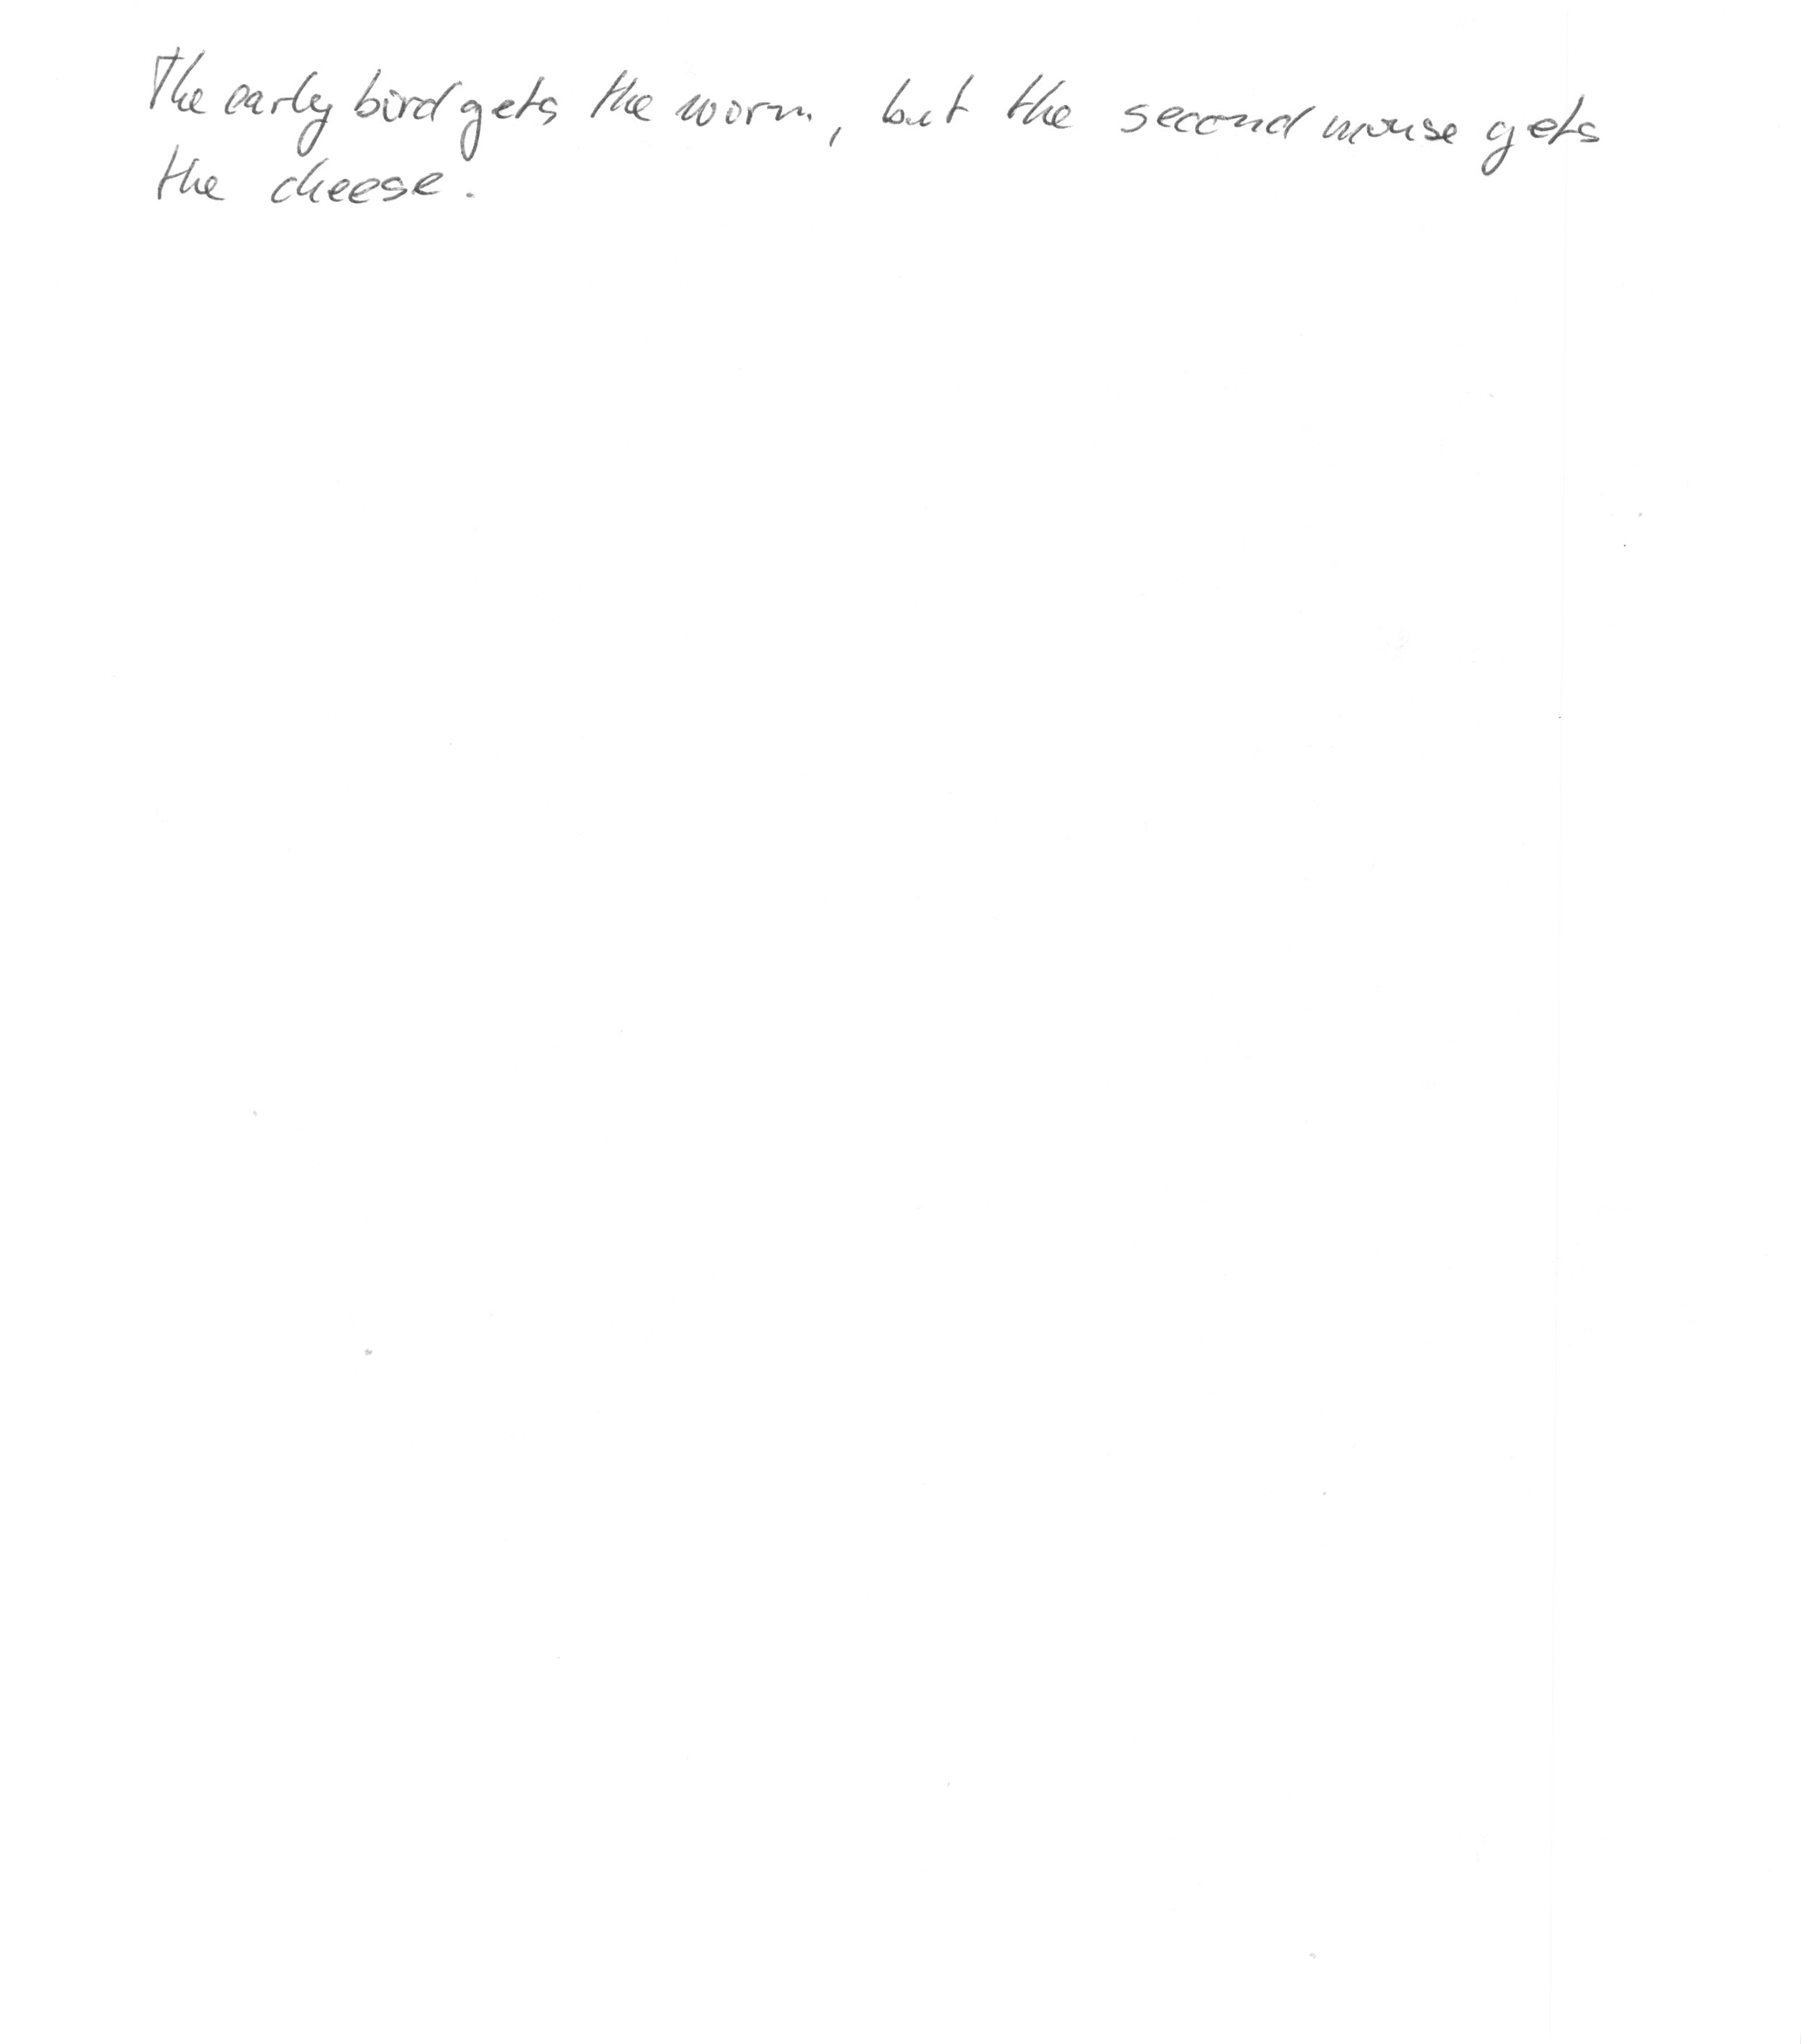 The early bird gets the worm, but the second mouse gets
the cheese.